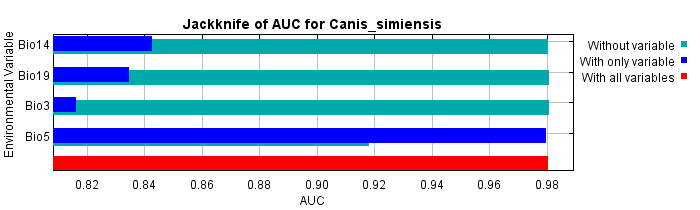 Jackknife of AUC for Canis_simiensis
Environmental Variable
Bio14
Bio19
Bio3
Bio5
Without variable
With only variable
With all variables
0.82 0.84 0.86 0.88 0.90 0.92 0.94 0.96 0.98
AUC